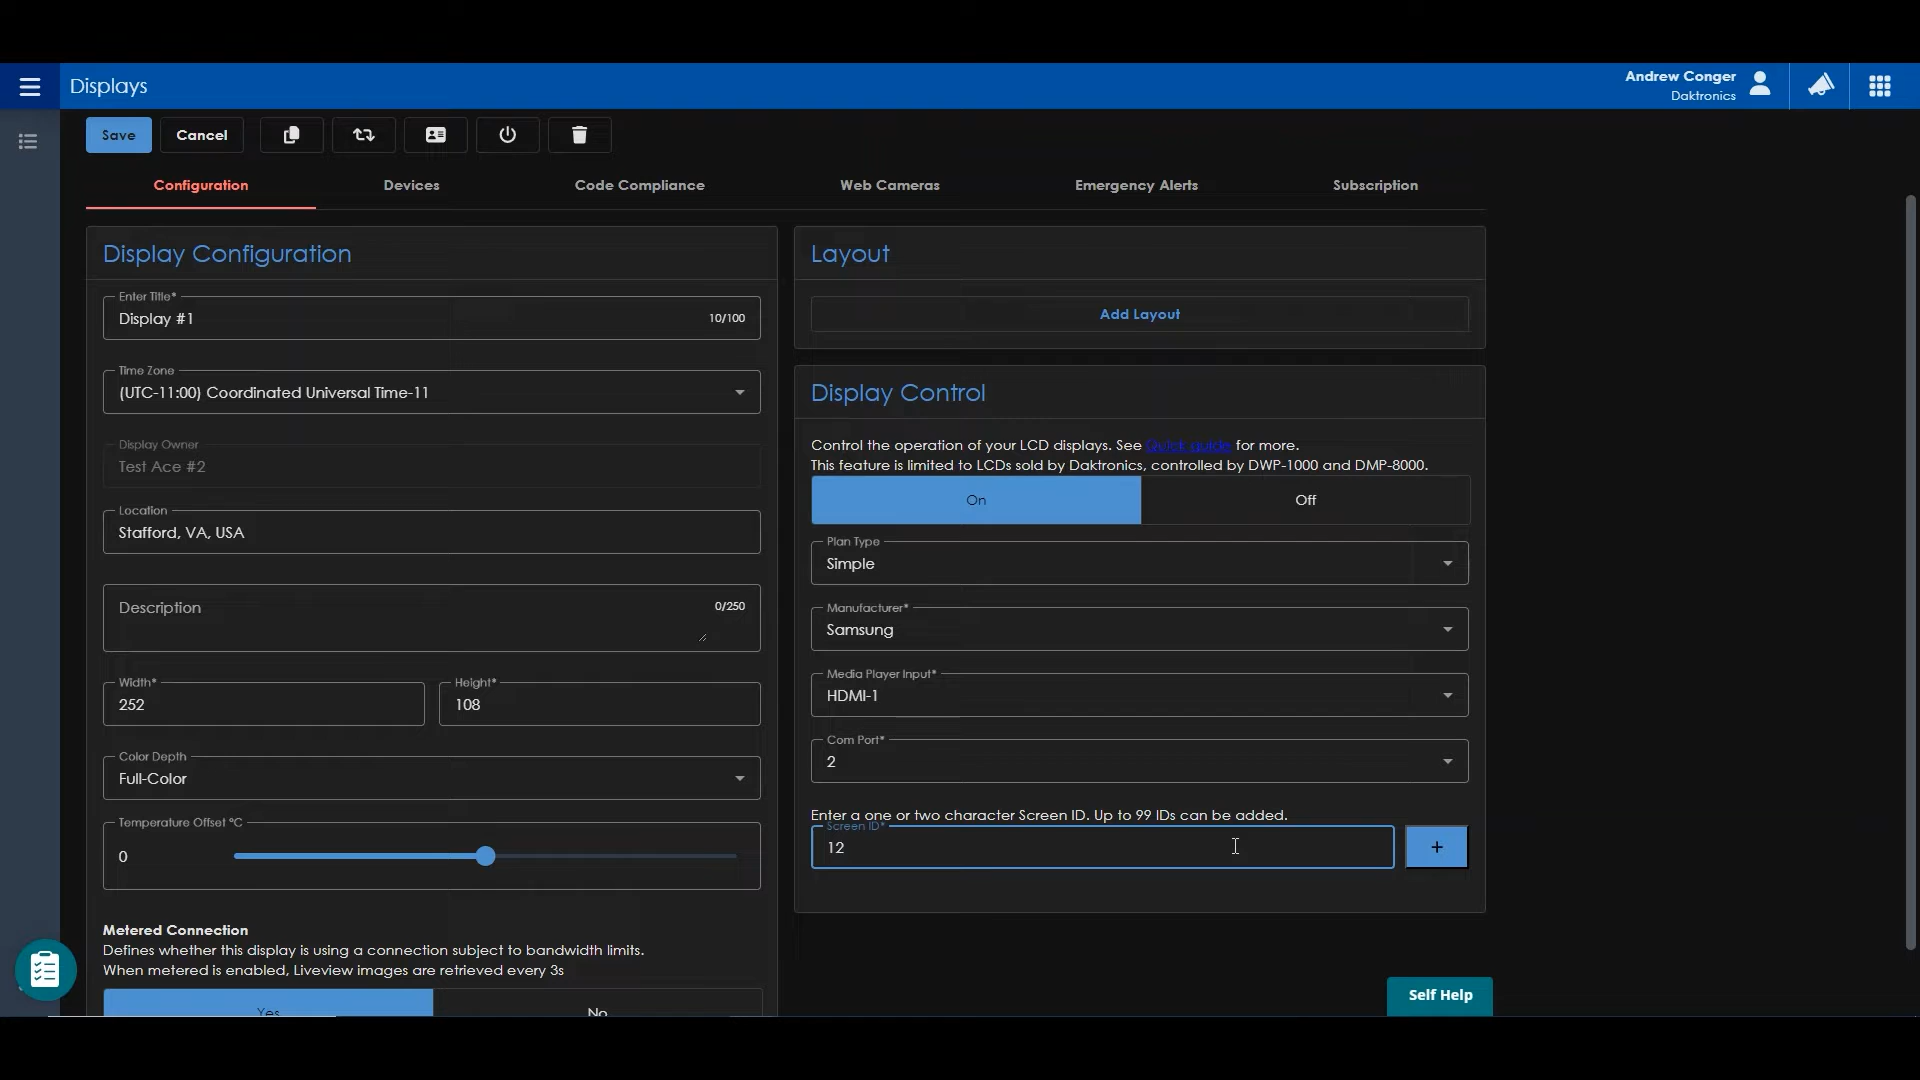 Displays
Andrew Conger
Daktronics
Save
Cancel
Configuration
Devices
Code Compliance
Web Cameras
Emergency Alerts
Subscription
Display Configuration
Enter Title*
Display #1
10/100
Time Zone
(UTC-11:00) Coordinated Universal Time-11
Display Owner
Test Ace #2
Location
Stafford, VA, USA
Description
0/250
Width*
252
Height*
108
Color Depth
Full-Color
Temperature Offset °C
0
Metered Connection
Defines whether this display is using a connection subject to bandwidth limits.
When metered is enabled, Liveview images are retrieved every 3s
Yes
No
Layout
Add Layout
Display Control
Control the operation of your LCD displays. See Quick guide for more.
This feature is limited to LCDs sold by Daktronics, controlled by DWP-1000 and DMP-8000.
On
Off
Plan Type
Simple
Manufacturer*
Samsung
Media Player Input*
HDMI-1
Com Port*
2
Enter a one or two character Screen ID. Up to 99 IDs can be added.
Screen ID*
12
+
Self Help